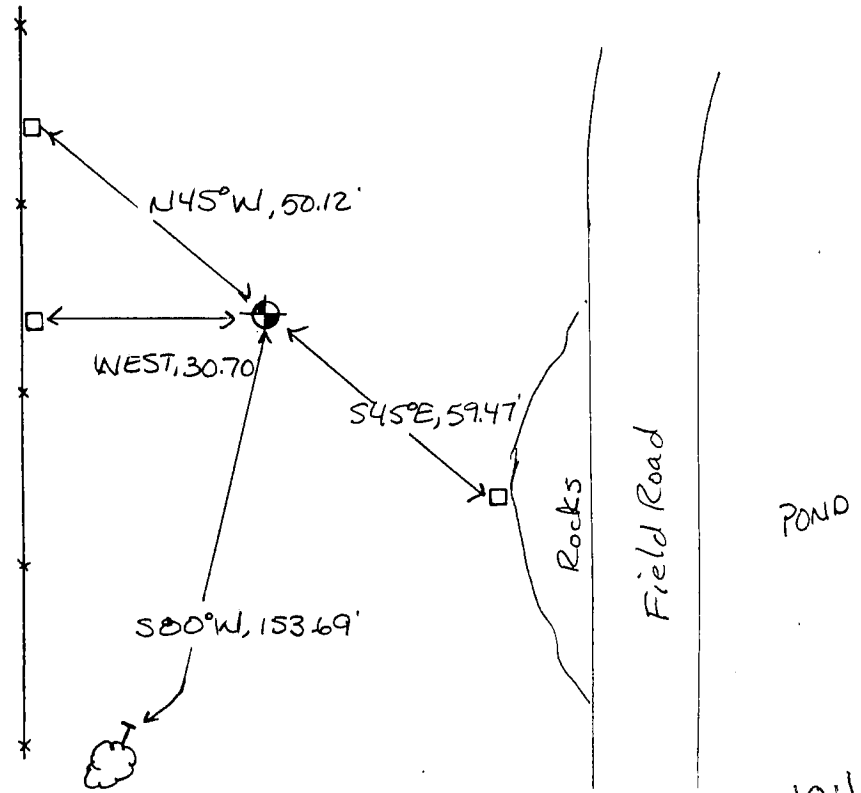 N45°W, 50.12'
WEST, 30.70
S45°E, 59.47'
Rocks
Field Road
POND
S80°W, 153.69'